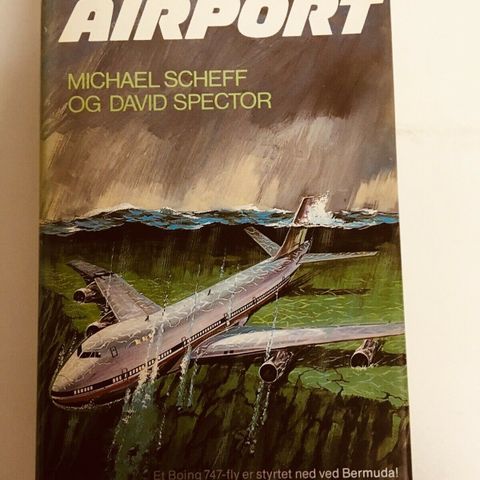 AIRPORT
MICHAEL SCHEFF
OG DAVID SPECTOR
Et Boing 747-fly er styrtet ned ved Bermuda!